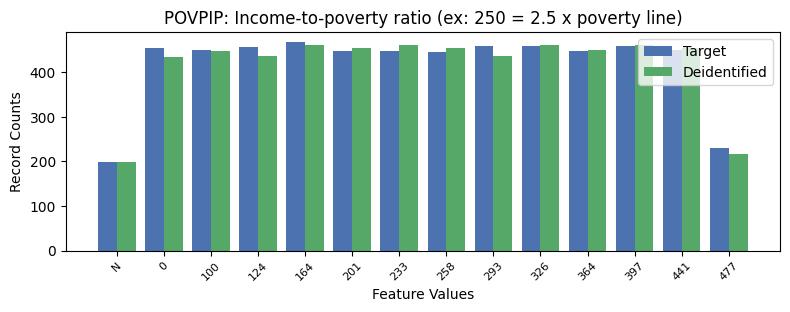 POVPIP: Income-to-poverty ratio (ex: 250 = 2.5 x poverty line)
Target
Deidentified
Record Counts
400
300
200
100
0
N 0 100 124 164 201 233 258 293 326 364 397 441 477
Feature Values